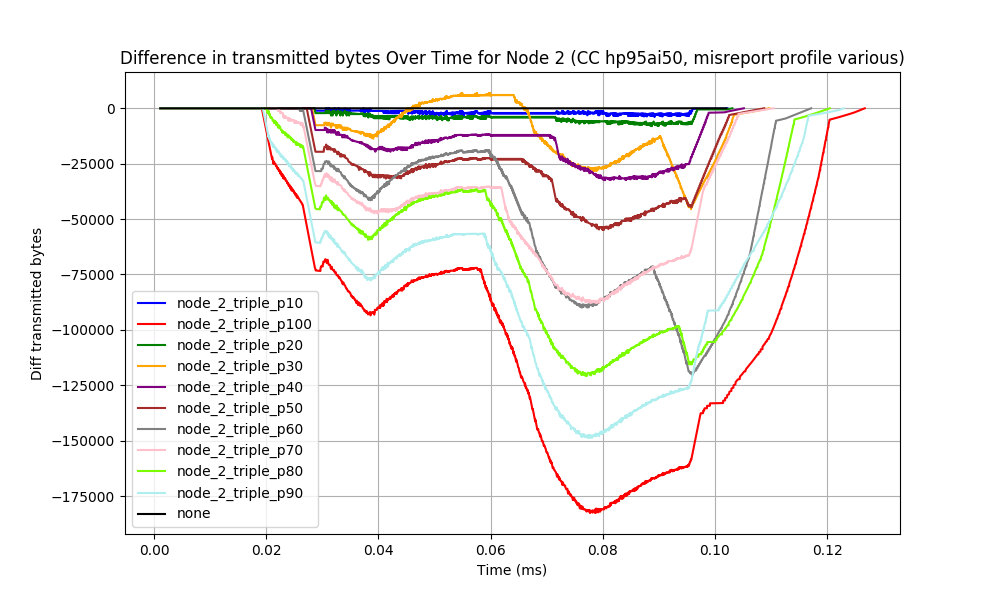 Difference in transmitted bytes Over Time for Node 2 (CC hp95ai50, misreport profile various)
Diff transmitted bytes
0
−25000
−50000
−75000
−100000
−125000
−150000
−175000
node_2_triple_p10
node_2_triple_p100
node_2_triple_p20
node_2_triple_p30
node_2_triple_p40
node_2_triple_p50
node_2_triple_p60
node_2_triple_p70
node_2_triple_p80
node_2_triple_p90
none
0.00 0.02 0.04 0.06 0.08 0.10 0.12
Time (ms)